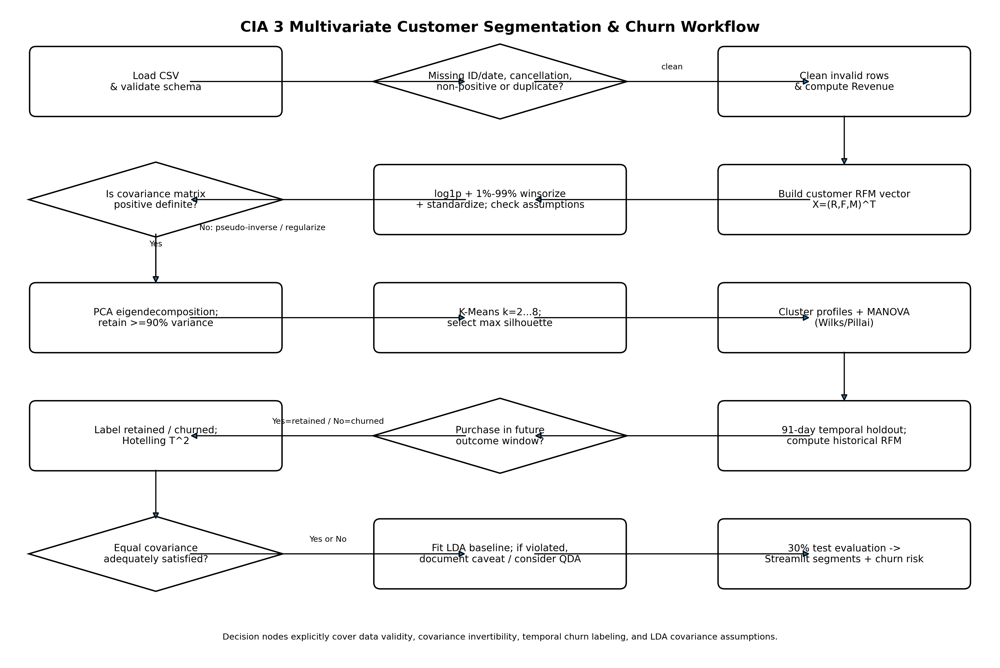 CIA 3 Multivariate Customer Segmentation & Churn Workflow
Load CSV
& validate schema
Missing ID/date, cancellation,
non-positive or duplicate?
clean
Clean invalid rows
& compute Revenue
Is covariance matrix
positive definite?
No: pseudo-inverse / regularize
Yes
log1p + 1%-99% winsorize
+ standardize; check assumptions
Build customer RFM vector
X=(R,F,M)^T
PCA eigendecomposition;
retain >=90% variance
K-Means k=2...8;
select max silhouette
Cluster profiles + MANOVA
(Wilks/Pillai)
Label retained / churned;
Hotelling T^2
Yes=retained / No=churned
Purchase in future
outcome window?
91-day temporal holdout;
compute historical RFM
Equal covariance
adequately satisfied?
Yes or No
Fit LDA baseline; if violated,
document caveat / consider QDA
30% test evaluation ->
Streamlit segments + churn risk
Decision nodes explicitly cover data validity, covariance invertibility, temporal churn labeling, and LDA covariance assumptions.